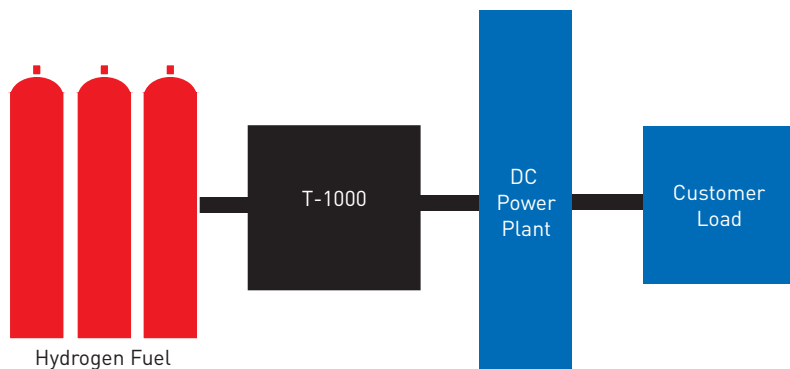 T-1000
DC
Power
Plant
Customer
Load
Hydrogen Fuel